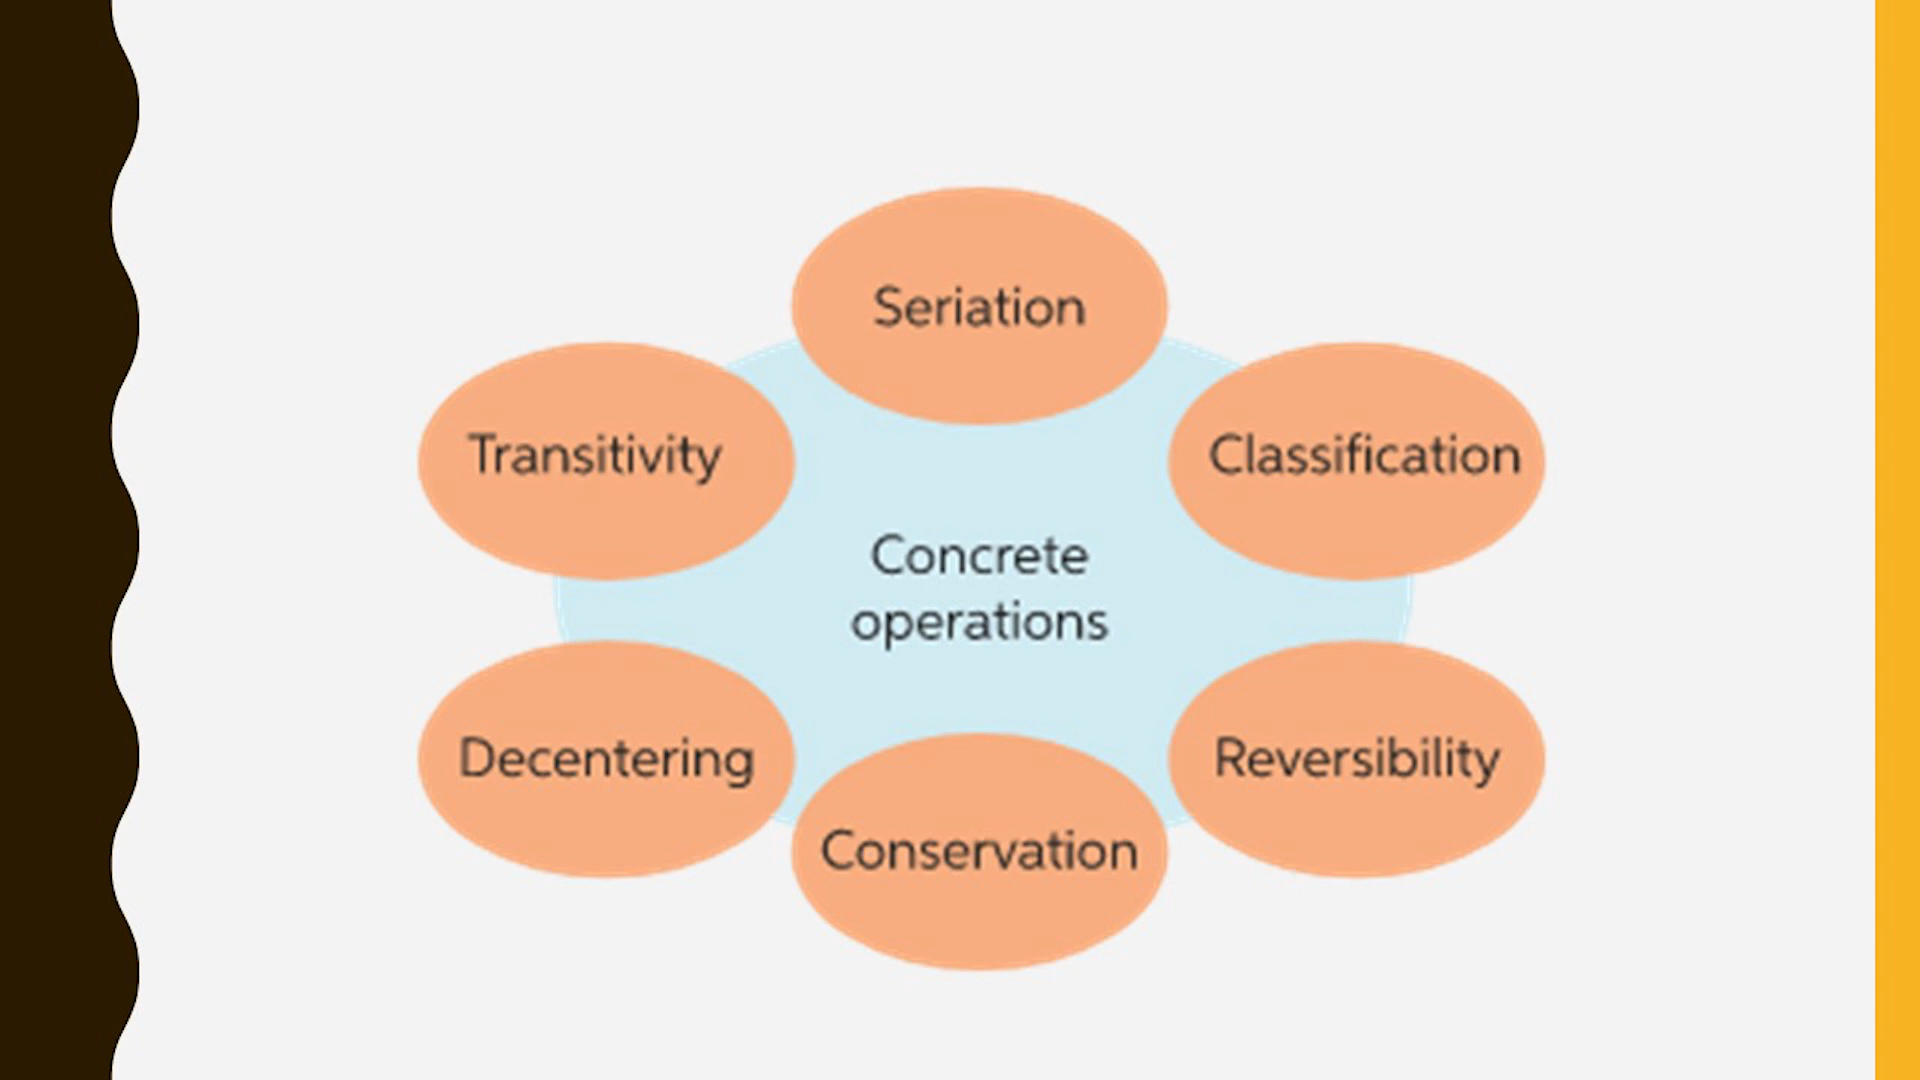 Seriation
Transitivity
Classification
Concrete
operations
Decentering
Reversibility
Conservation